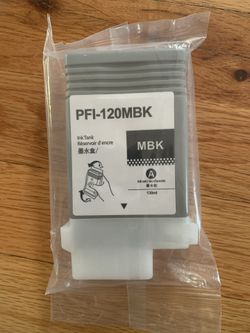 PFI-120MBK
Ink Tank
Réservoir d'encre
墨水盒/
MBK
A
130ml